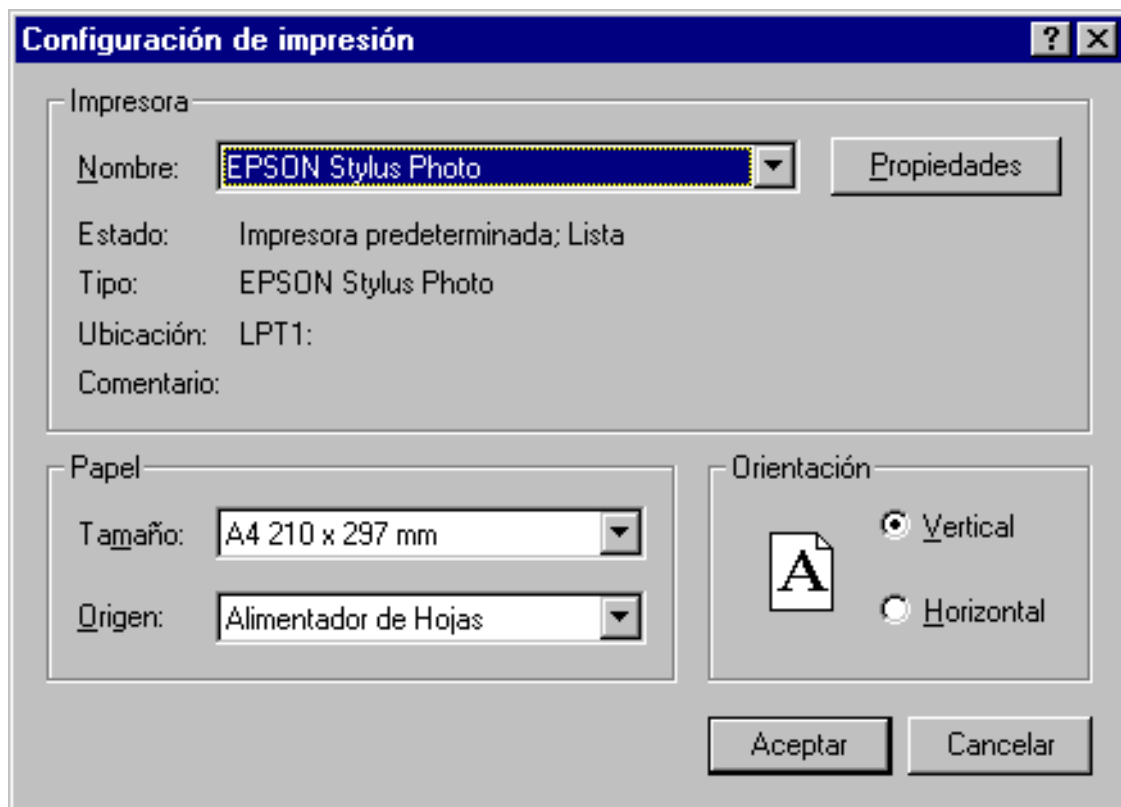 Configuración de impresión
Impresora
Nombre: EPSON Stylus Photo Propiedades
Estado: Impresora predeterminada; Lista
Tipo: EPSON Stylus Photo
Ubicación: LPT1:
Comentario:
Papel
Tamaño: A4 210 x 297 mm
Origen: Alimentador de Hojas
Orientación
A
Vertical
Horizontal
Aceptar Cancelar